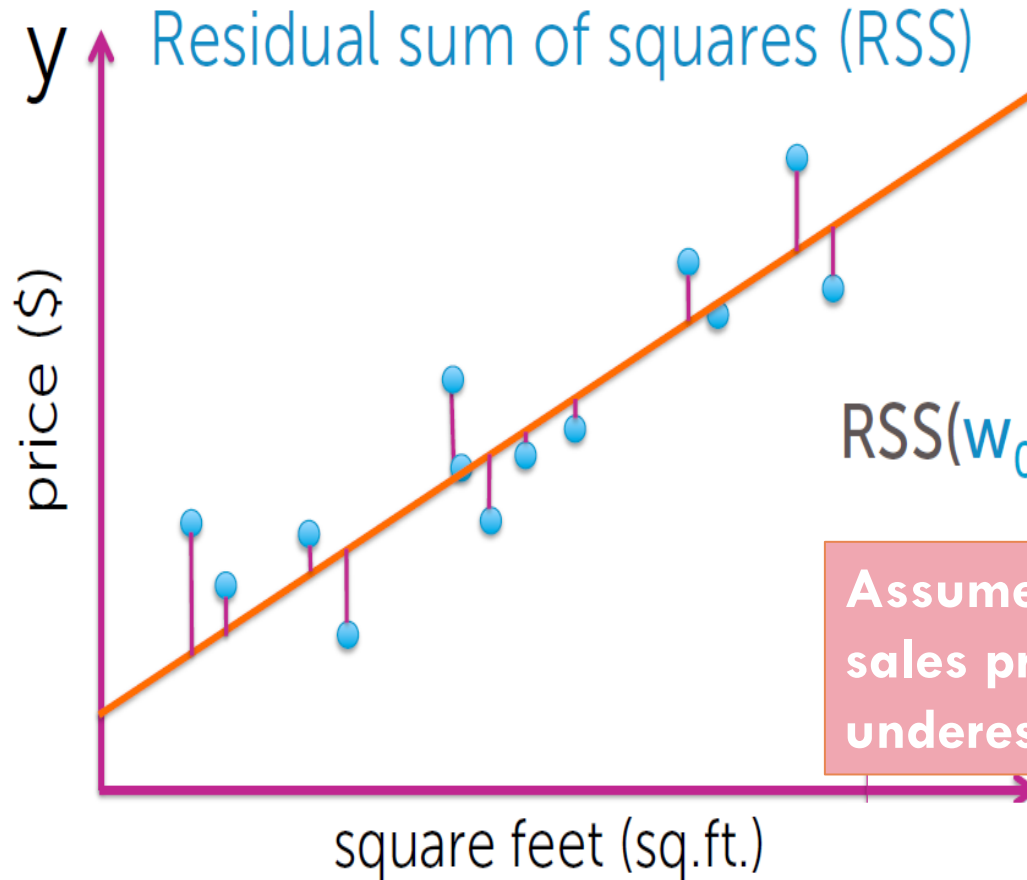 y
Residual sum of squares (RSS)
price ($)
RSS(w
Assume
sales pr
underes
square feet (sq.ft.)